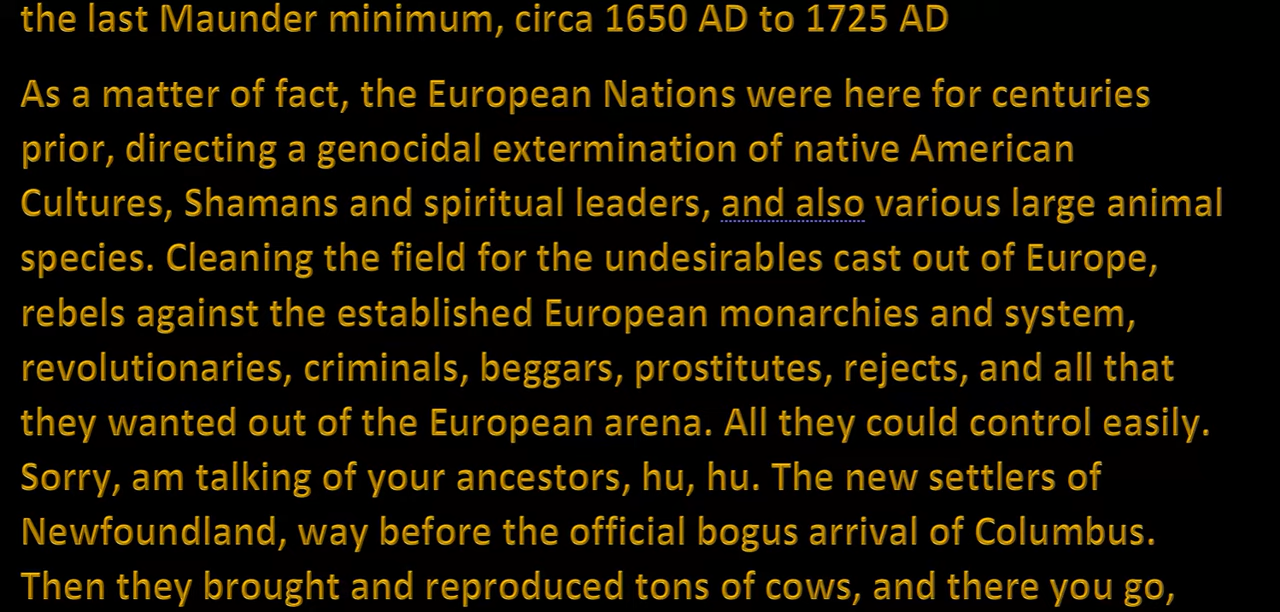 the last Maunder minimum, circa 1650 AD to 1725 AD
As a matter of fact, the European Nations were here for centuries
prior, directing a genocidal extermination of native American
Cultures, Shamans and spiritual leaders, and also various large animal
species. Cleaning the field for the undesirables cast out of Europe,
rebels against the established European monarchies and system,
revolutionaries, criminals, beggars, prostitutes, rejects, and all that
they wanted out of the European arena. All they could control easily.
Sorry, am talking of your ancestors, hu, hu. The new settlers of
Newfoundland, way before the official bogus arrival of Columbus.
Then they brought and reproduced tons of cows, and there you go,